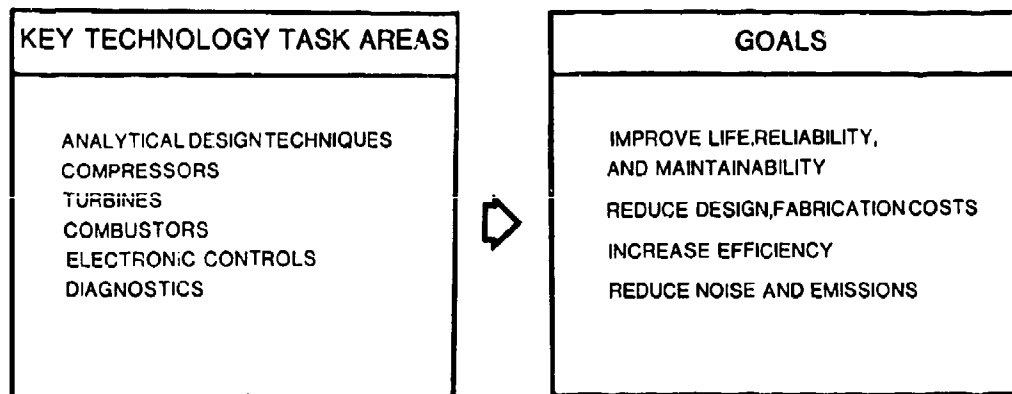 KEY TECHNOLOGY TASK AREAS
ANALYTICAL DESIGN TECHNIQUES
COMPRESSORS
TURBINES
COMBUSTORS
ELECTRONIC CONTROLS
DIAGNOSTICS
GOALS
IMPROVE LIFE, RELIABILITY,
AND MAINTAINABILITY
REDUCE DESIGN, FABRICATION COSTS
INCREASE EFFICIENCY
REDUCE NOISE AND EMISSIONS